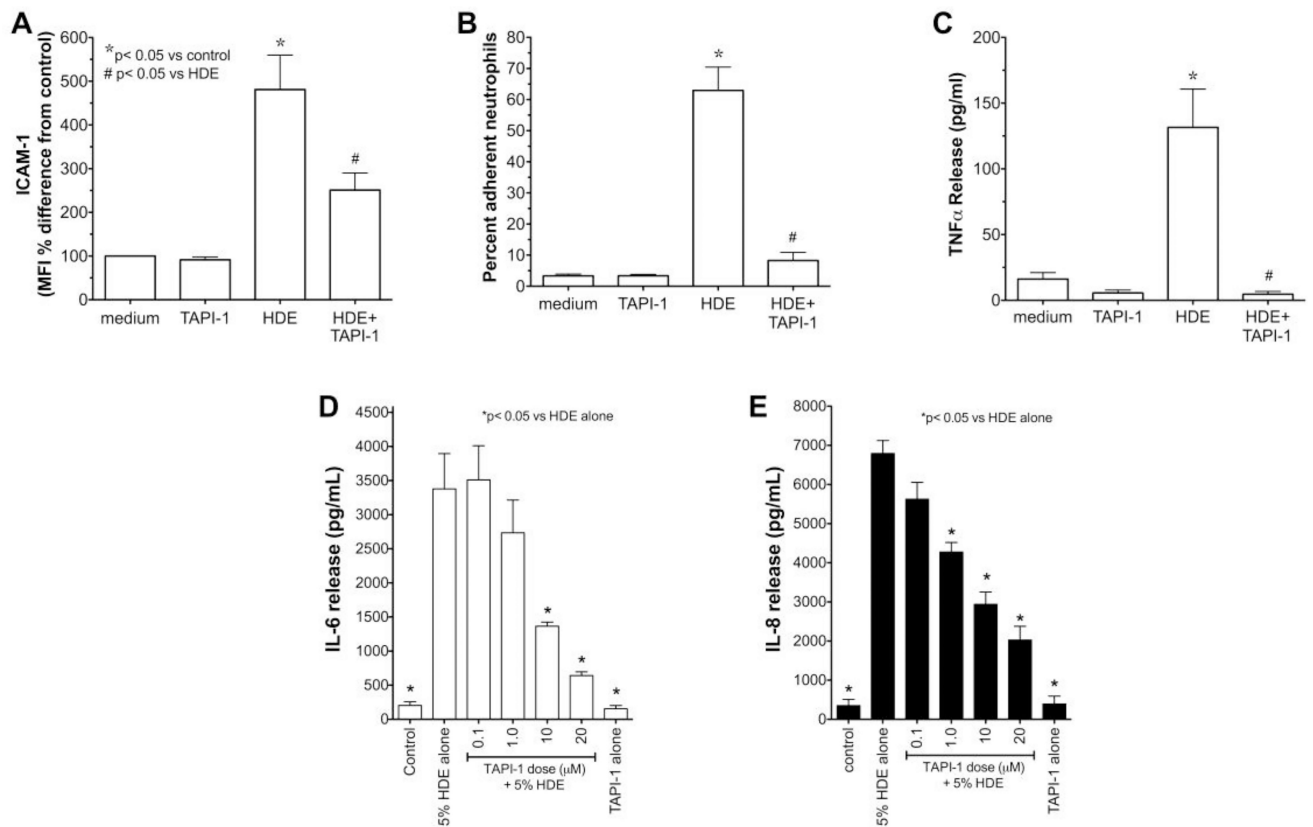 A
ICAM-1
(MFI % difference from control)
600
500
400
300
200
100
0
*p< 0.05 vs control
# p< 0.05 vs HDE
*
#
medium
TAPI-1
HDE
HDE+
TAPI-1
B
Percent adherent neutrophils
80
70
60
50
40
30
20
10
0
*
#
medium
TAPI-1
HDE
HDE+
TAPI-1
C
TNFα Release (pg/ml)
200
150
100
50
0
*
#
medium
TAPI-1
HDE
HDE+
TAPI-1
D
IL-6 release (pg/mL)
4500
4000
3500
3000
2500
2000
1500
1000
500
0
*p< 0.05 vs HDE alone
*
*
*
*
Control
5% HDE alone
0.1
1.0
10
20
TAPI-1 alone
TAPI-1 dose (μM)
+ 5% HDE
E
IL-8 release (pg/mL)
8000
7000
6000
5000
4000
3000
2000
1000
0
*p< 0.05 vs HDE alone
*
*
*
*
*
control
5% HDE alone
0.1
1.0
10
20
TAPI-1 alone
TAPI-1 dose (μM)
+ 5% HDE